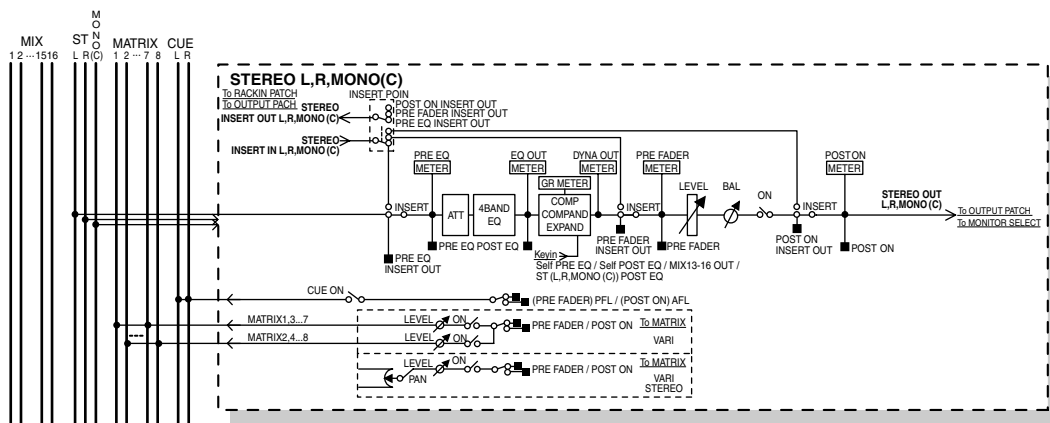 MIX
1 2 ··· 15 16
ST
L R
MONO
(C)
MATRIX
1 2 ··· 7 8
CUE
L R
STEREO L,R,MONO(C)
To RACKIN PATCH
To OUTPUT PACH
INSERT POIN
STEREO
INSERT OUT L,R,MONO (C)
POST ON INSERT OUT
PRE FADER INSERT OUT
PRE EQ INSERT OUT
STEREO
INSERT IN L,R,MONO (C)
PRE EQ
METER
EQ OUT
METER
DYNA OUT
METER
PRE FADER
METER
POST ON
METER
GR METER
LEVEL
BAL
ON
INSERT
ATT
4BAND
EQ
COMP
COMPAND
EXPAND
INSERT
INSERT
STEREO OUT
L,R,MONO (C)
To OUTPUT PATCH
To MONITOR SELECT
PRE EQ
INSERT OUT
PRE EQ
POST EQ
PRE FADER
INSERT OUT
PRE FADER
POST ON
INSERT OUT
POST ON
Keyin
Self PRE EQ / Self POST EQ / MIX13-16 OUT /
ST (L,R,MONO (C)) POST EQ
CUE ON
(PRE FADER) PFL / (POST ON) AFL
MATRIX1,3...7
LEVEL
ON
PRE FADER / POST ON
To MATRIX
MATRIX2,4...8
LEVEL
ON
VARI
LEVEL
ON
PAN
PRE FADER / POST ON
To MATRIX
VARI
STEREO